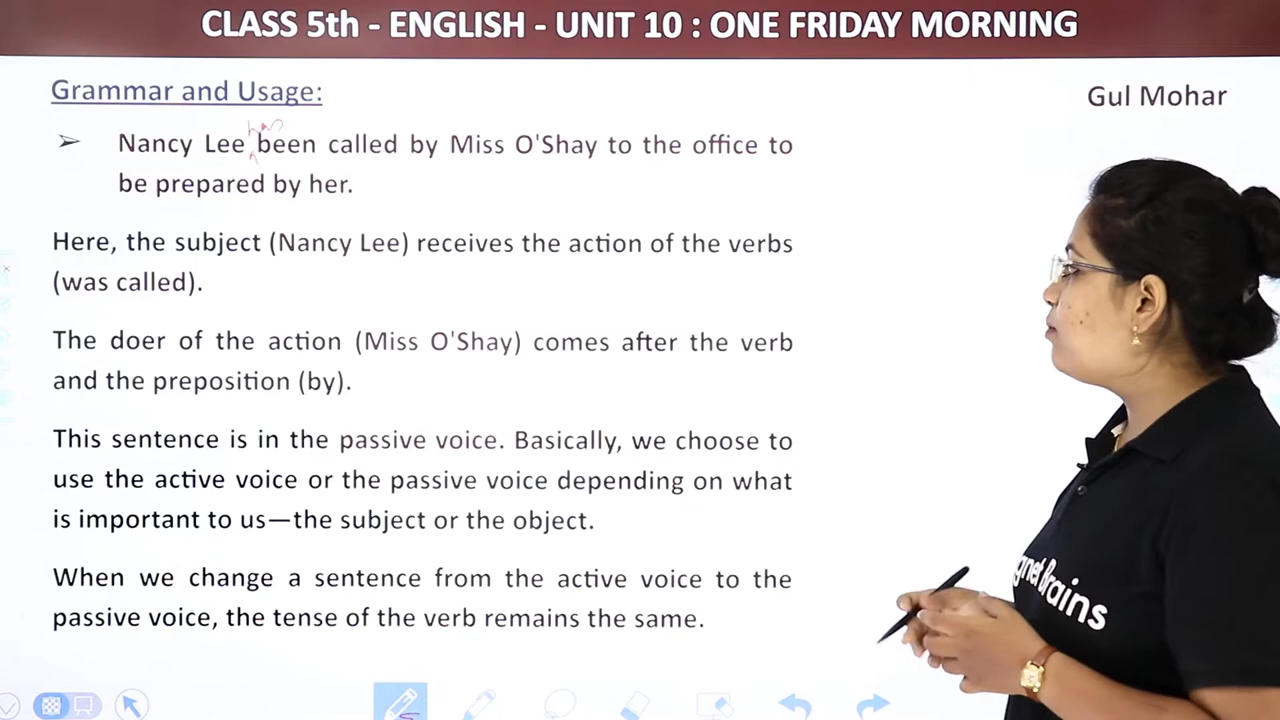 CLASS 5th - ENGLISH - UNIT 10 : ONE FRIDAY MORNING
Grammar and Usage:
Gul Mohar
has
➢ Nancy Lee been called by Miss O'Shay to the office to
be prepared by her.
Here, the subject (Nancy Lee) receives the action of the verbs
(was called).
The doer of the action (Miss O'Shay) comes after the verb
and the preposition (by).
This sentence is in the passive voice. Basically, we choose to
use the active voice or the passive voice depending on what
is important to us—the subject or the object.
When we change a sentence from the active voice to the
passive voice, the tense of the verb remains the same.
gnet Brains